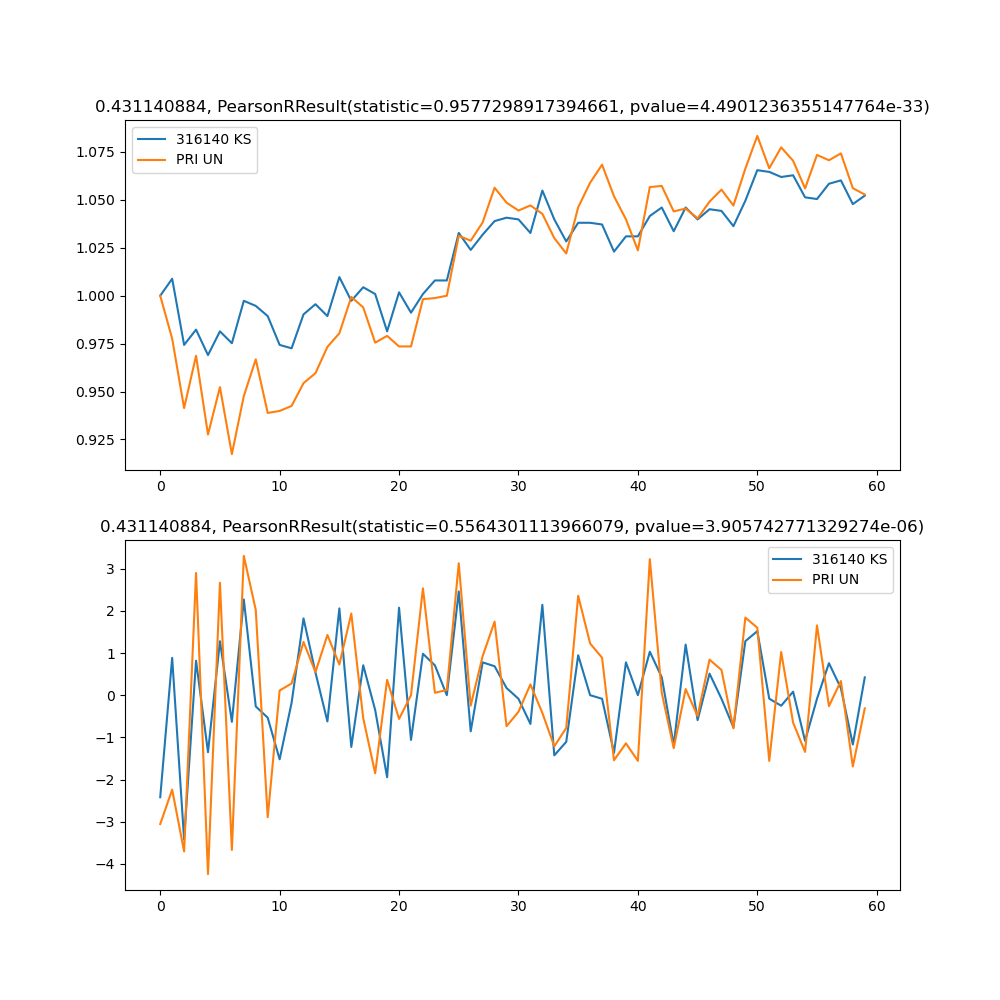 0.431140884, PearsonRResult(statistic=0.9577298917394661, pvalue=4.4901236355147764e-33)
316140 KS
PRI UN
1.075
1.050
1.025
1.000
0.975
0.950
0.925
0 10 20 30 40 50 60
0.431140884, PearsonRResult(statistic=0.5564301113966079, pvalue=3.905742771329274e-06)
316140 KS
PRI UN
3
2
1
0
−1
−2
−3
−4
0 10 20 30 40 50 60